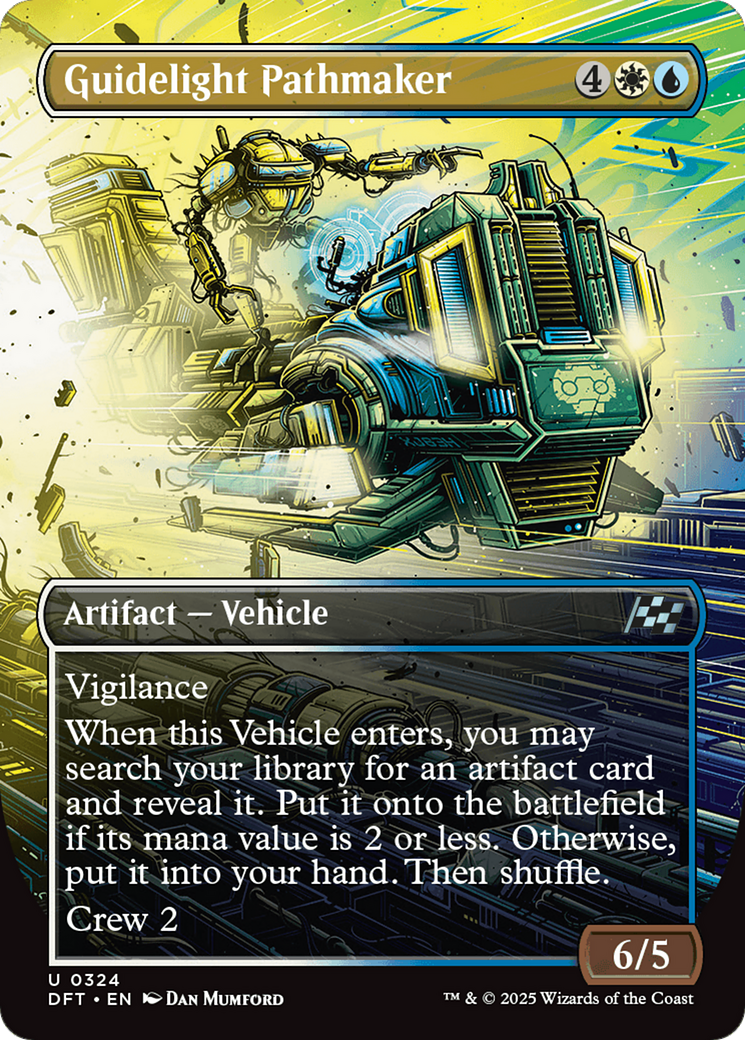 Guidelight Pathmaker 4
Artifact — Vehicle
Vigilance
When this Vehicle enters, you may
search your library for an artifact card
and reveal it. Put it onto the battlefield
if its mana value is 2 or less. Otherwise,
put it into your hand. Then shuffle.
Crew 2
6/5
U 0324
DFT • EN Dan Mumford
™ & © 2025 Wizards of the Coast